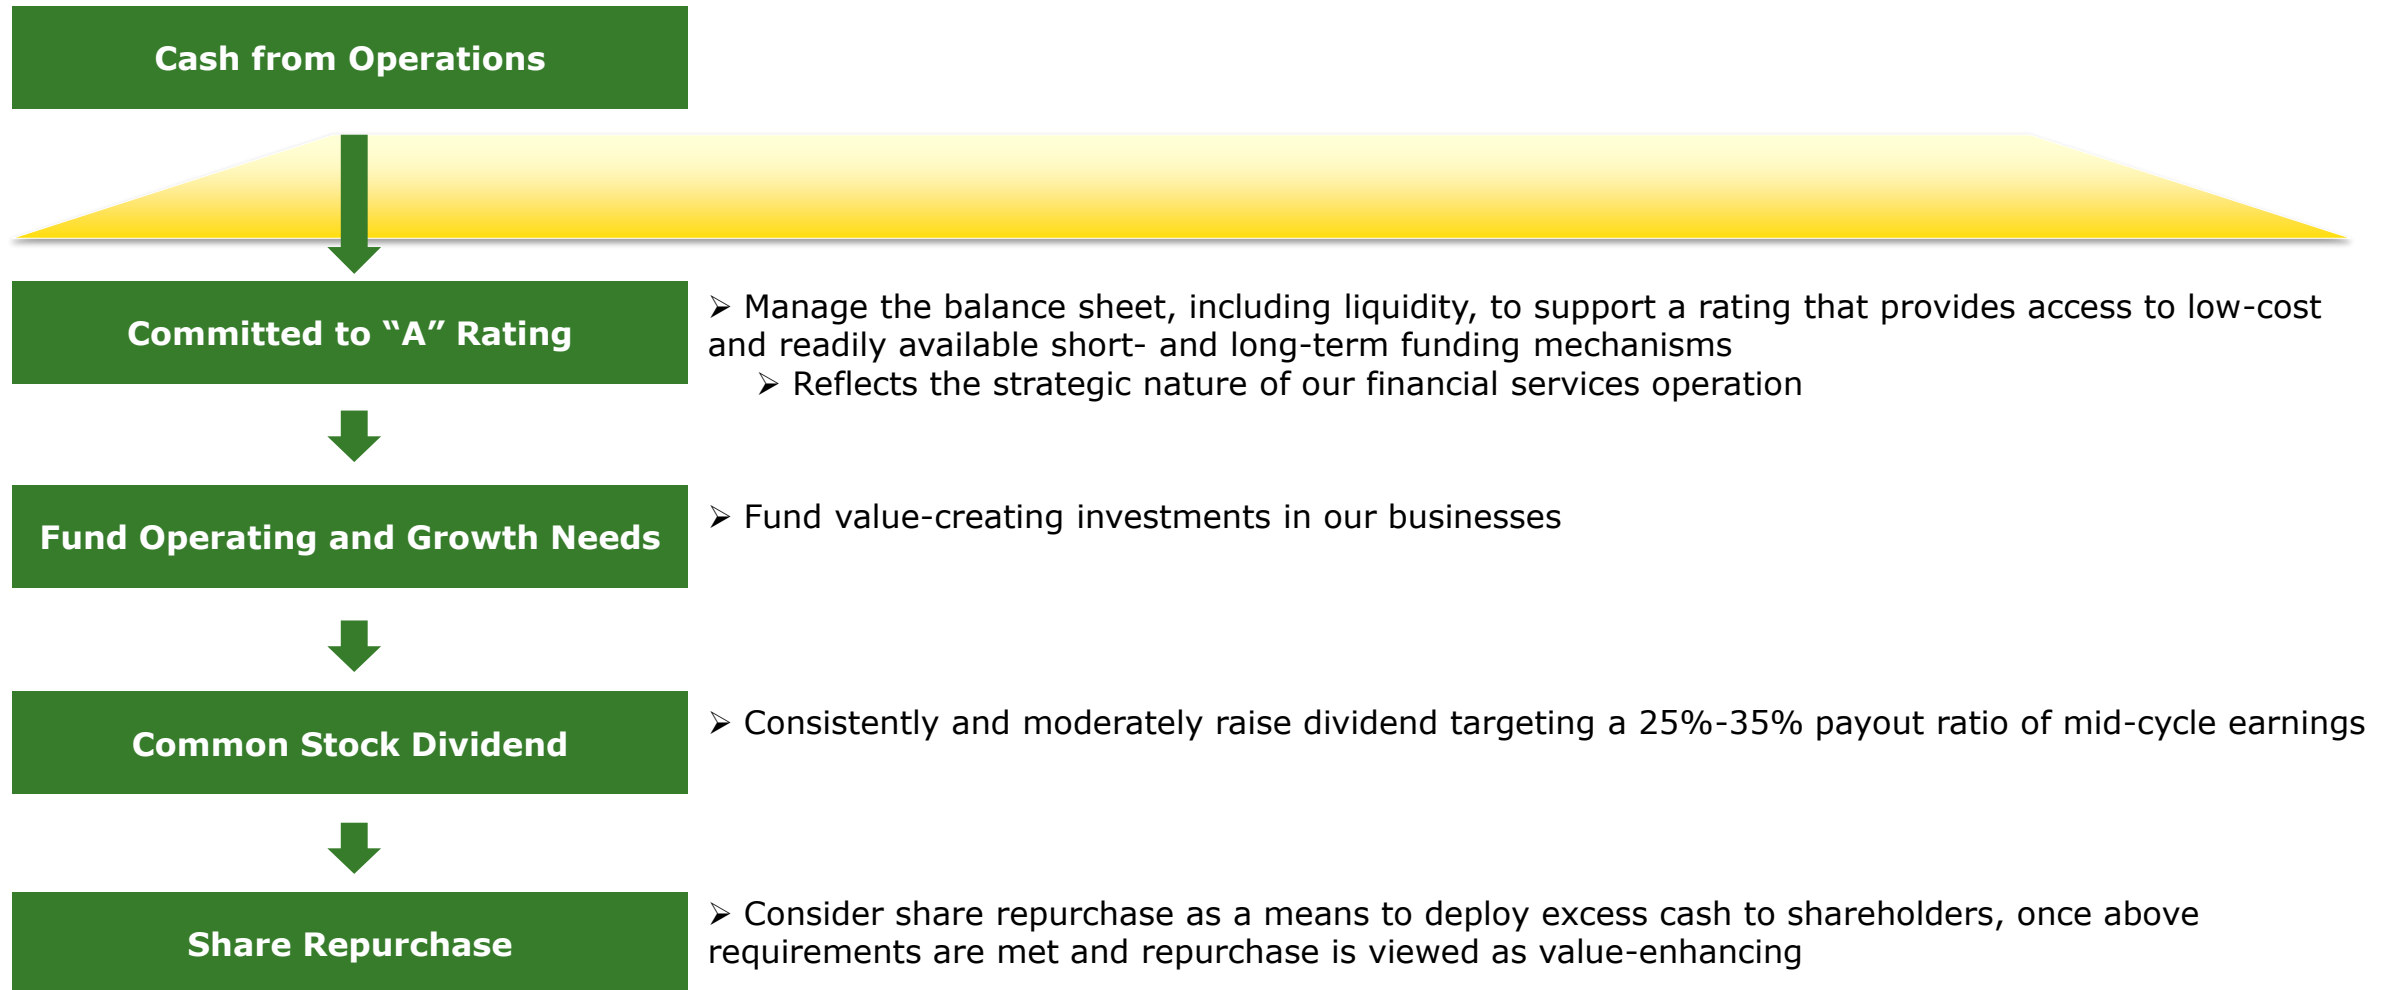 Cash from Operations
Committed to “A” Rating
➢ Manage the balance sheet, including liquidity, to support a rating that provides access to low-cost
and readily available short- and long-term funding mechanisms
➢ Reflects the strategic nature of our financial services operation
Fund Operating and Growth Needs
➢ Fund value-creating investments in our businesses
Common Stock Dividend
➢ Consistently and moderately raise dividend targeting a 25%-35% payout ratio of mid-cycle earnings
Share Repurchase
➢ Consider share repurchase as a means to deploy excess cash to shareholders, once above
requirements are met and repurchase is viewed as value-enhancing